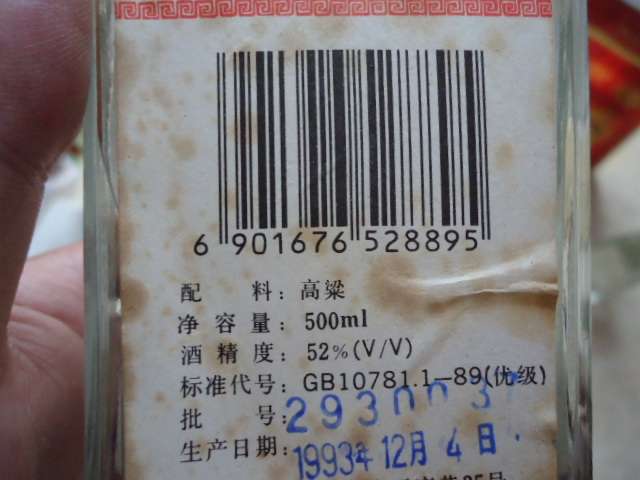 6 901676 528895
配 料：高粱
净容量：500ml
酒精度：52%(V/V)
标准代号：GB10781.1—89(优级)
批 号：293003
生产日期：1993年12月4日